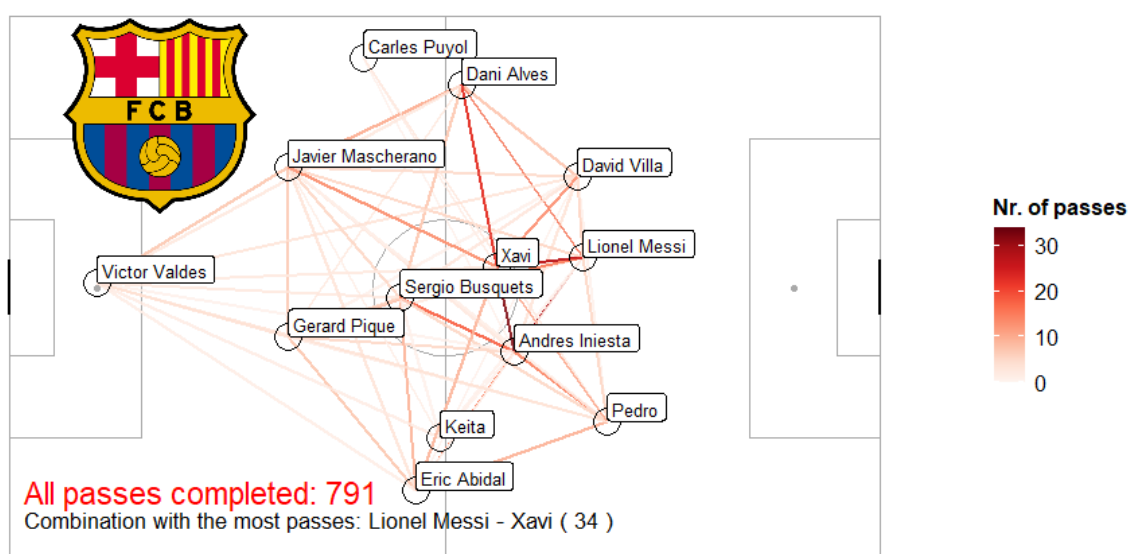 Carles Puyol
Dani Alves
FCB
Javier Mascherano
David Villa
Nr. of passes
30
20
10
0
Xavi
Lionel Messi
Victor Valdes
Sergio Busquets
Gerard Pique
Andres Iniesta
Pedro
Keita
Eric Abidal
All passes completed: 791
Combination with the most passes: Lionel Messi - Xavi ( 34 )